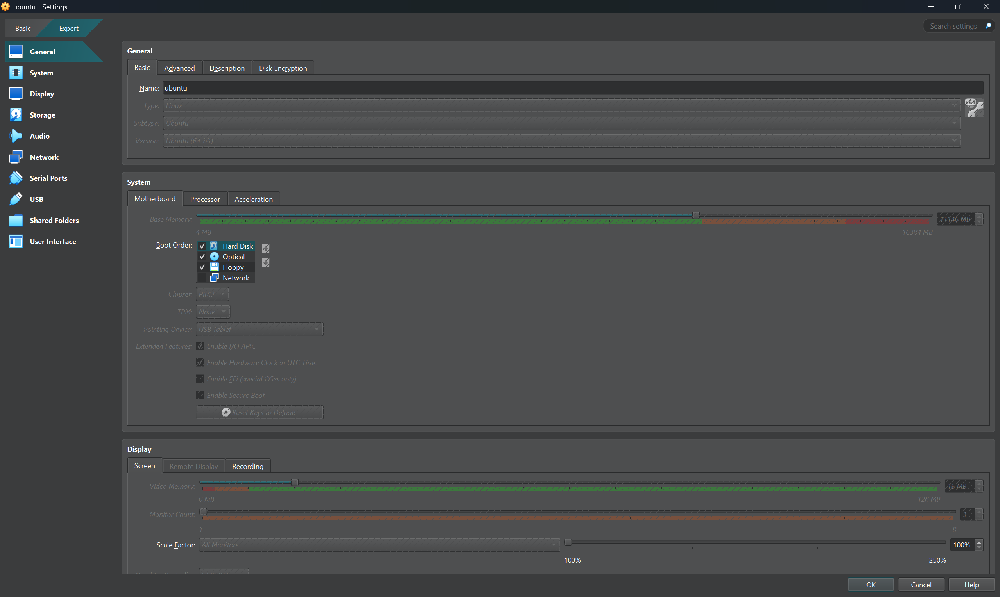 ubuntu - Settings
Basic
Expert
Search settings
General
System
Display
Storage
Audio
Network
Serial Ports
USB
Shared Folders
User Interface
General
Basic Advanced Description Disk Encryption
Name: ubuntu
Type: Linux
x64
Subtype: Ubuntu
Version: Ubuntu (64-bit)
System
Motherboard Processor Acceleration
Base Memory: 11146 MB
4 MB 16384 MB
Boot Order: Hard Disk
Optical
Floppy
Network
Chipset: PIIX3
TPM: None
Pointing Device: USB Tablet
Extended Features: Enable I/O APIC
Enable Hardware Clock in UTC Time
Enable EFI (special OSes only)
Enable Secure Boot
Reset Keys to Default
Display
Screen Remote Display Recording
Video Memory: 16 MB
0 MB 128 MB
Monitor Count: 1
1 8
Scale Factor: All Monitors 100%
100% 250%
OK Cancel Help